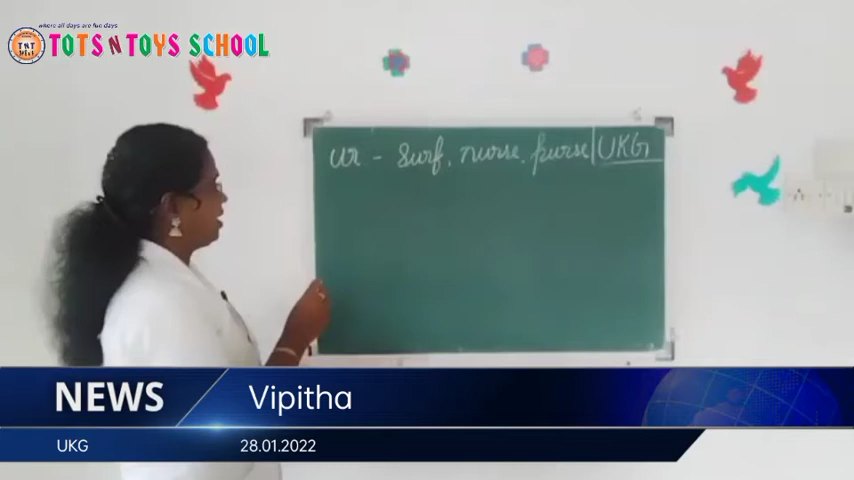 where all days are fun days
TNT
TOTS N TOYS SCHOOL
ur - surf, nurse, purse UKG
NEWS Vipitha
UKG 28.01.2022